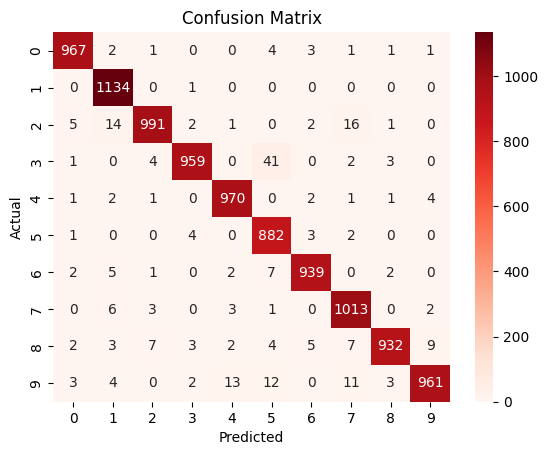 Confusion Matrix
0 967 2 1 0 0 4 3 1 1 1
1 0 1134 0 1 0 0 0 0 0 0
2 5 14 991 2 1 0 2 16 1 0
3 1 0 4 959 0 41 0 2 3 0
4 1 2 1 0 970 0 2 1 1 4
5 1 0 0 4 0 882 3 2 0 0
6 2 5 1 0 2 7 939 0 2 0
7 0 6 3 0 3 1 0 1013 0 2
8 2 3 7 3 2 4 5 7 932 9
9 3 4 0 2 13 12 0 11 3 961
0 1 2 3 4 5 6 7 8 9
Predicted
Actual
1000
800
600
400
200
0